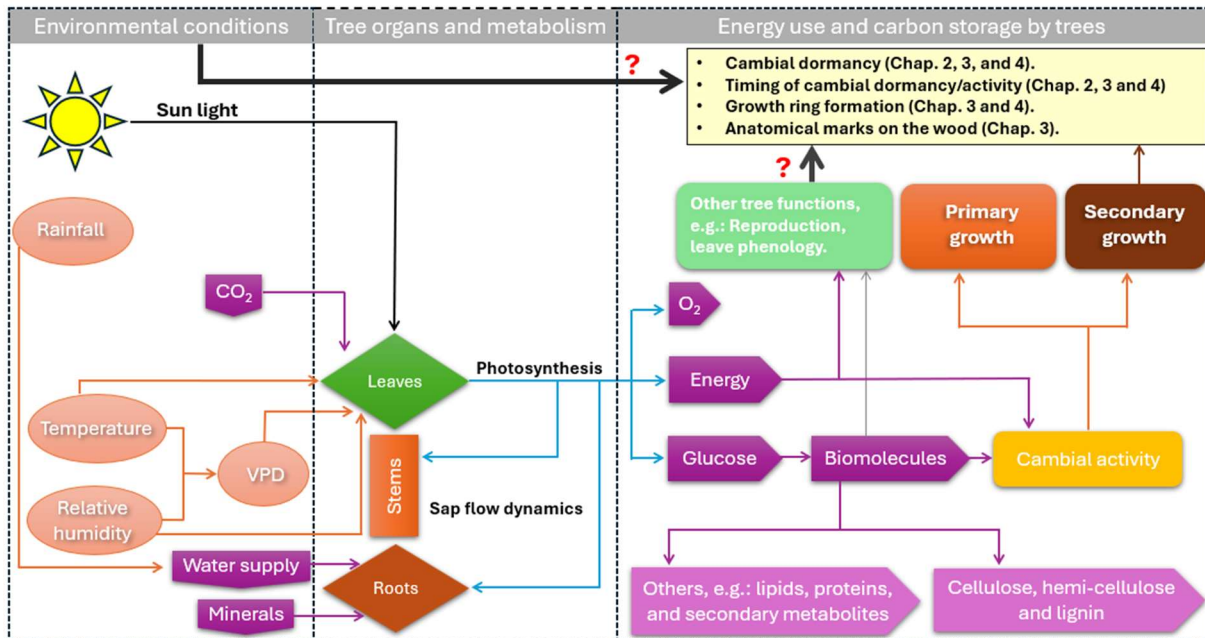 Environmental conditions
Tree organs and metabolism
Energy use and carbon storage by trees
?
• Cambial dormancy (Chap. 2, 3, and 4).
• Timing of cambial dormancy/activity (Chap. 2, 3 and 4)
• Growth ring formation (Chap. 3 and 4).
• Anatomical marks on the wood (Chap. 3).
Sun light
?
Rainfall
Other tree functions,
e.g.: Reproduction,
leave phenology.
Primary
growth
Secondary
growth
CO₂
O₂
Leaves
Photosynthesis
Energy
Temperature
VPD
Glucose
Biomolecules
Cambial activity
Stems
Sap flow dynamics
Relative
humidity
Water supply
Roots
Minerals
Others, e.g.: lipids, proteins,
and secondary metabolites
Cellulose, hemi-cellulose
and lignin